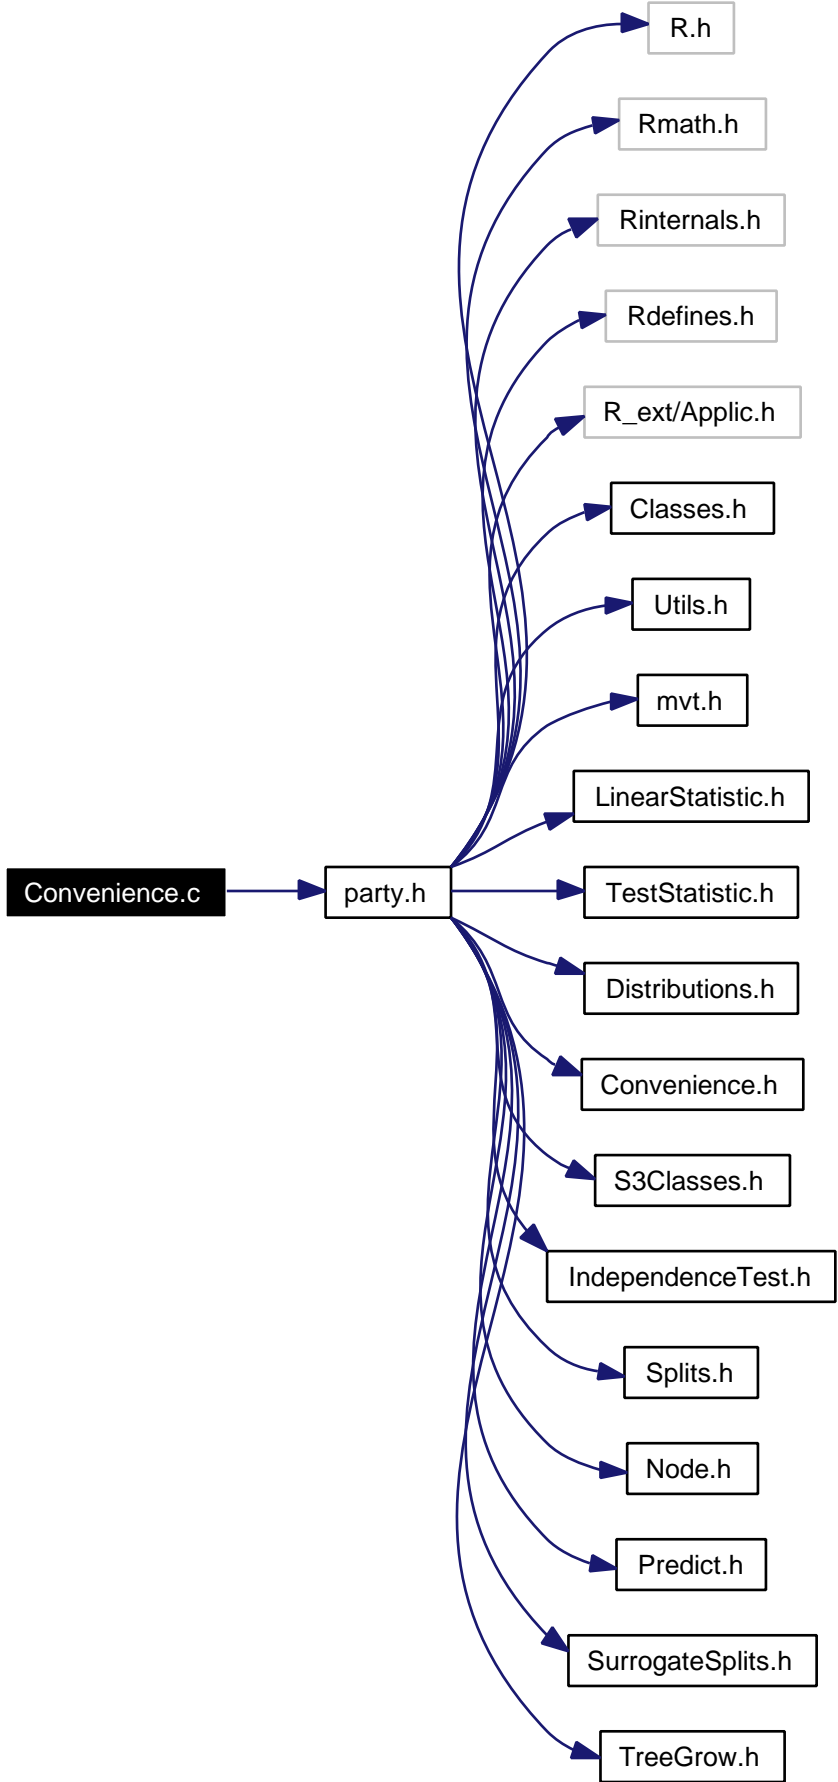 R.h
Rmath.h
Rinternals.h
Rdefines.h
R_ext/Applic.h
Classes.h
Utils.h
mvt.h
LinearStatistic.h
Convenience.c
party.h
TestStatistic.h
Distributions.h
Convenience.h
S3Classes.h
IndependenceTest.h
Splits.h
Node.h
Predict.h
SurrogateSplits.h
TreeGrow.h